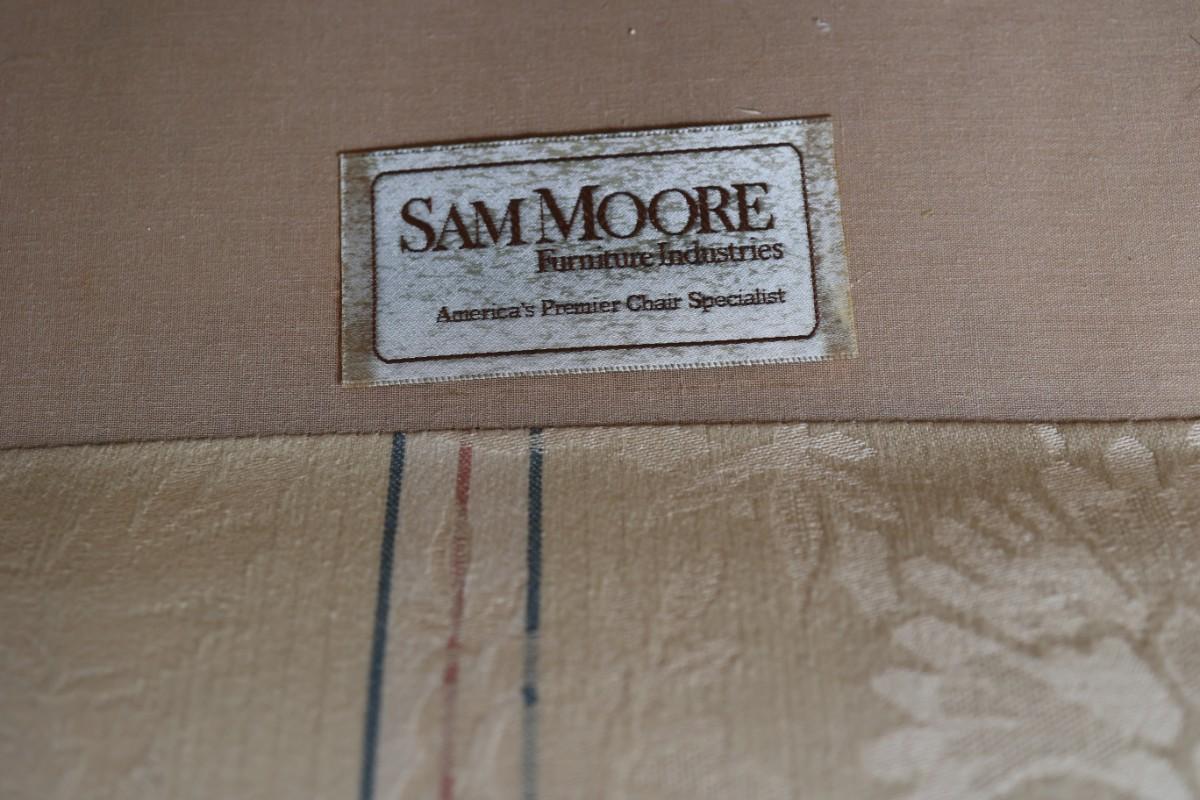 SAM MOORE
Furniture Industries
America's Premier Chair Specialist